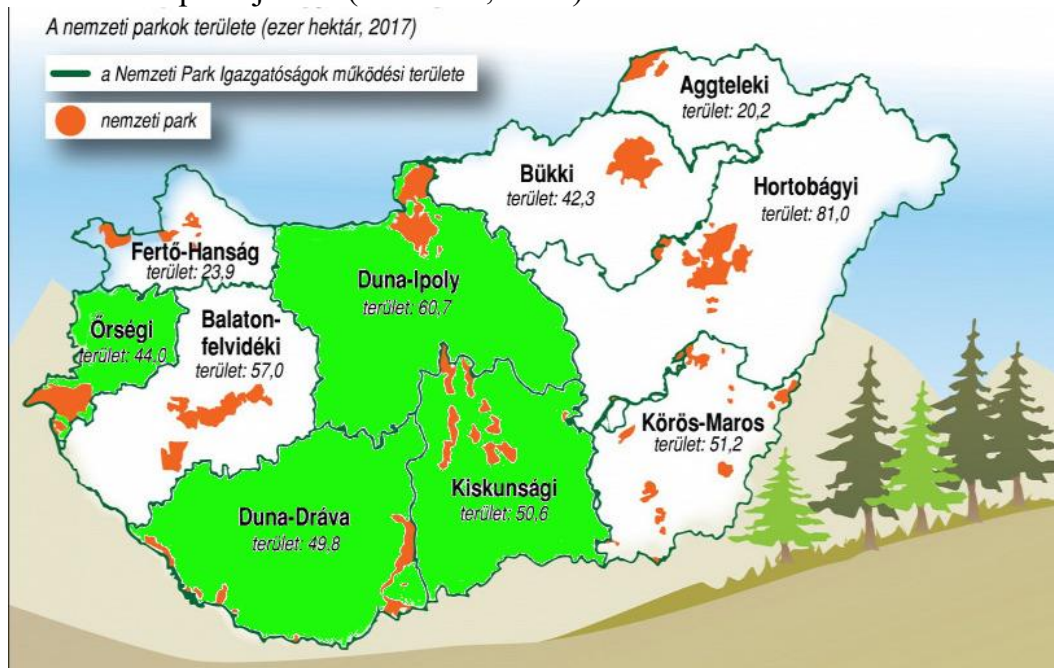 A nemzeti parkok területe (ezer hektár, 2017)
a Nemzeti Park Igazgatóságok működési területe
nemzeti park
Aggteleki
terület: 20,2
Bükki
terület: 42,3
Hortobágyi
terület: 81,0
Fertő-Hanság
terület: 23,9
Duna-Ipoly
terület: 60,7
Őrségi
terület: 44.0
Balaton-
felvidéki
terület: 57,0
Körös-Maros
terület: 51,2
Kiskunsági
terület: 50,6
Duna-Dráva
terület: 49.8